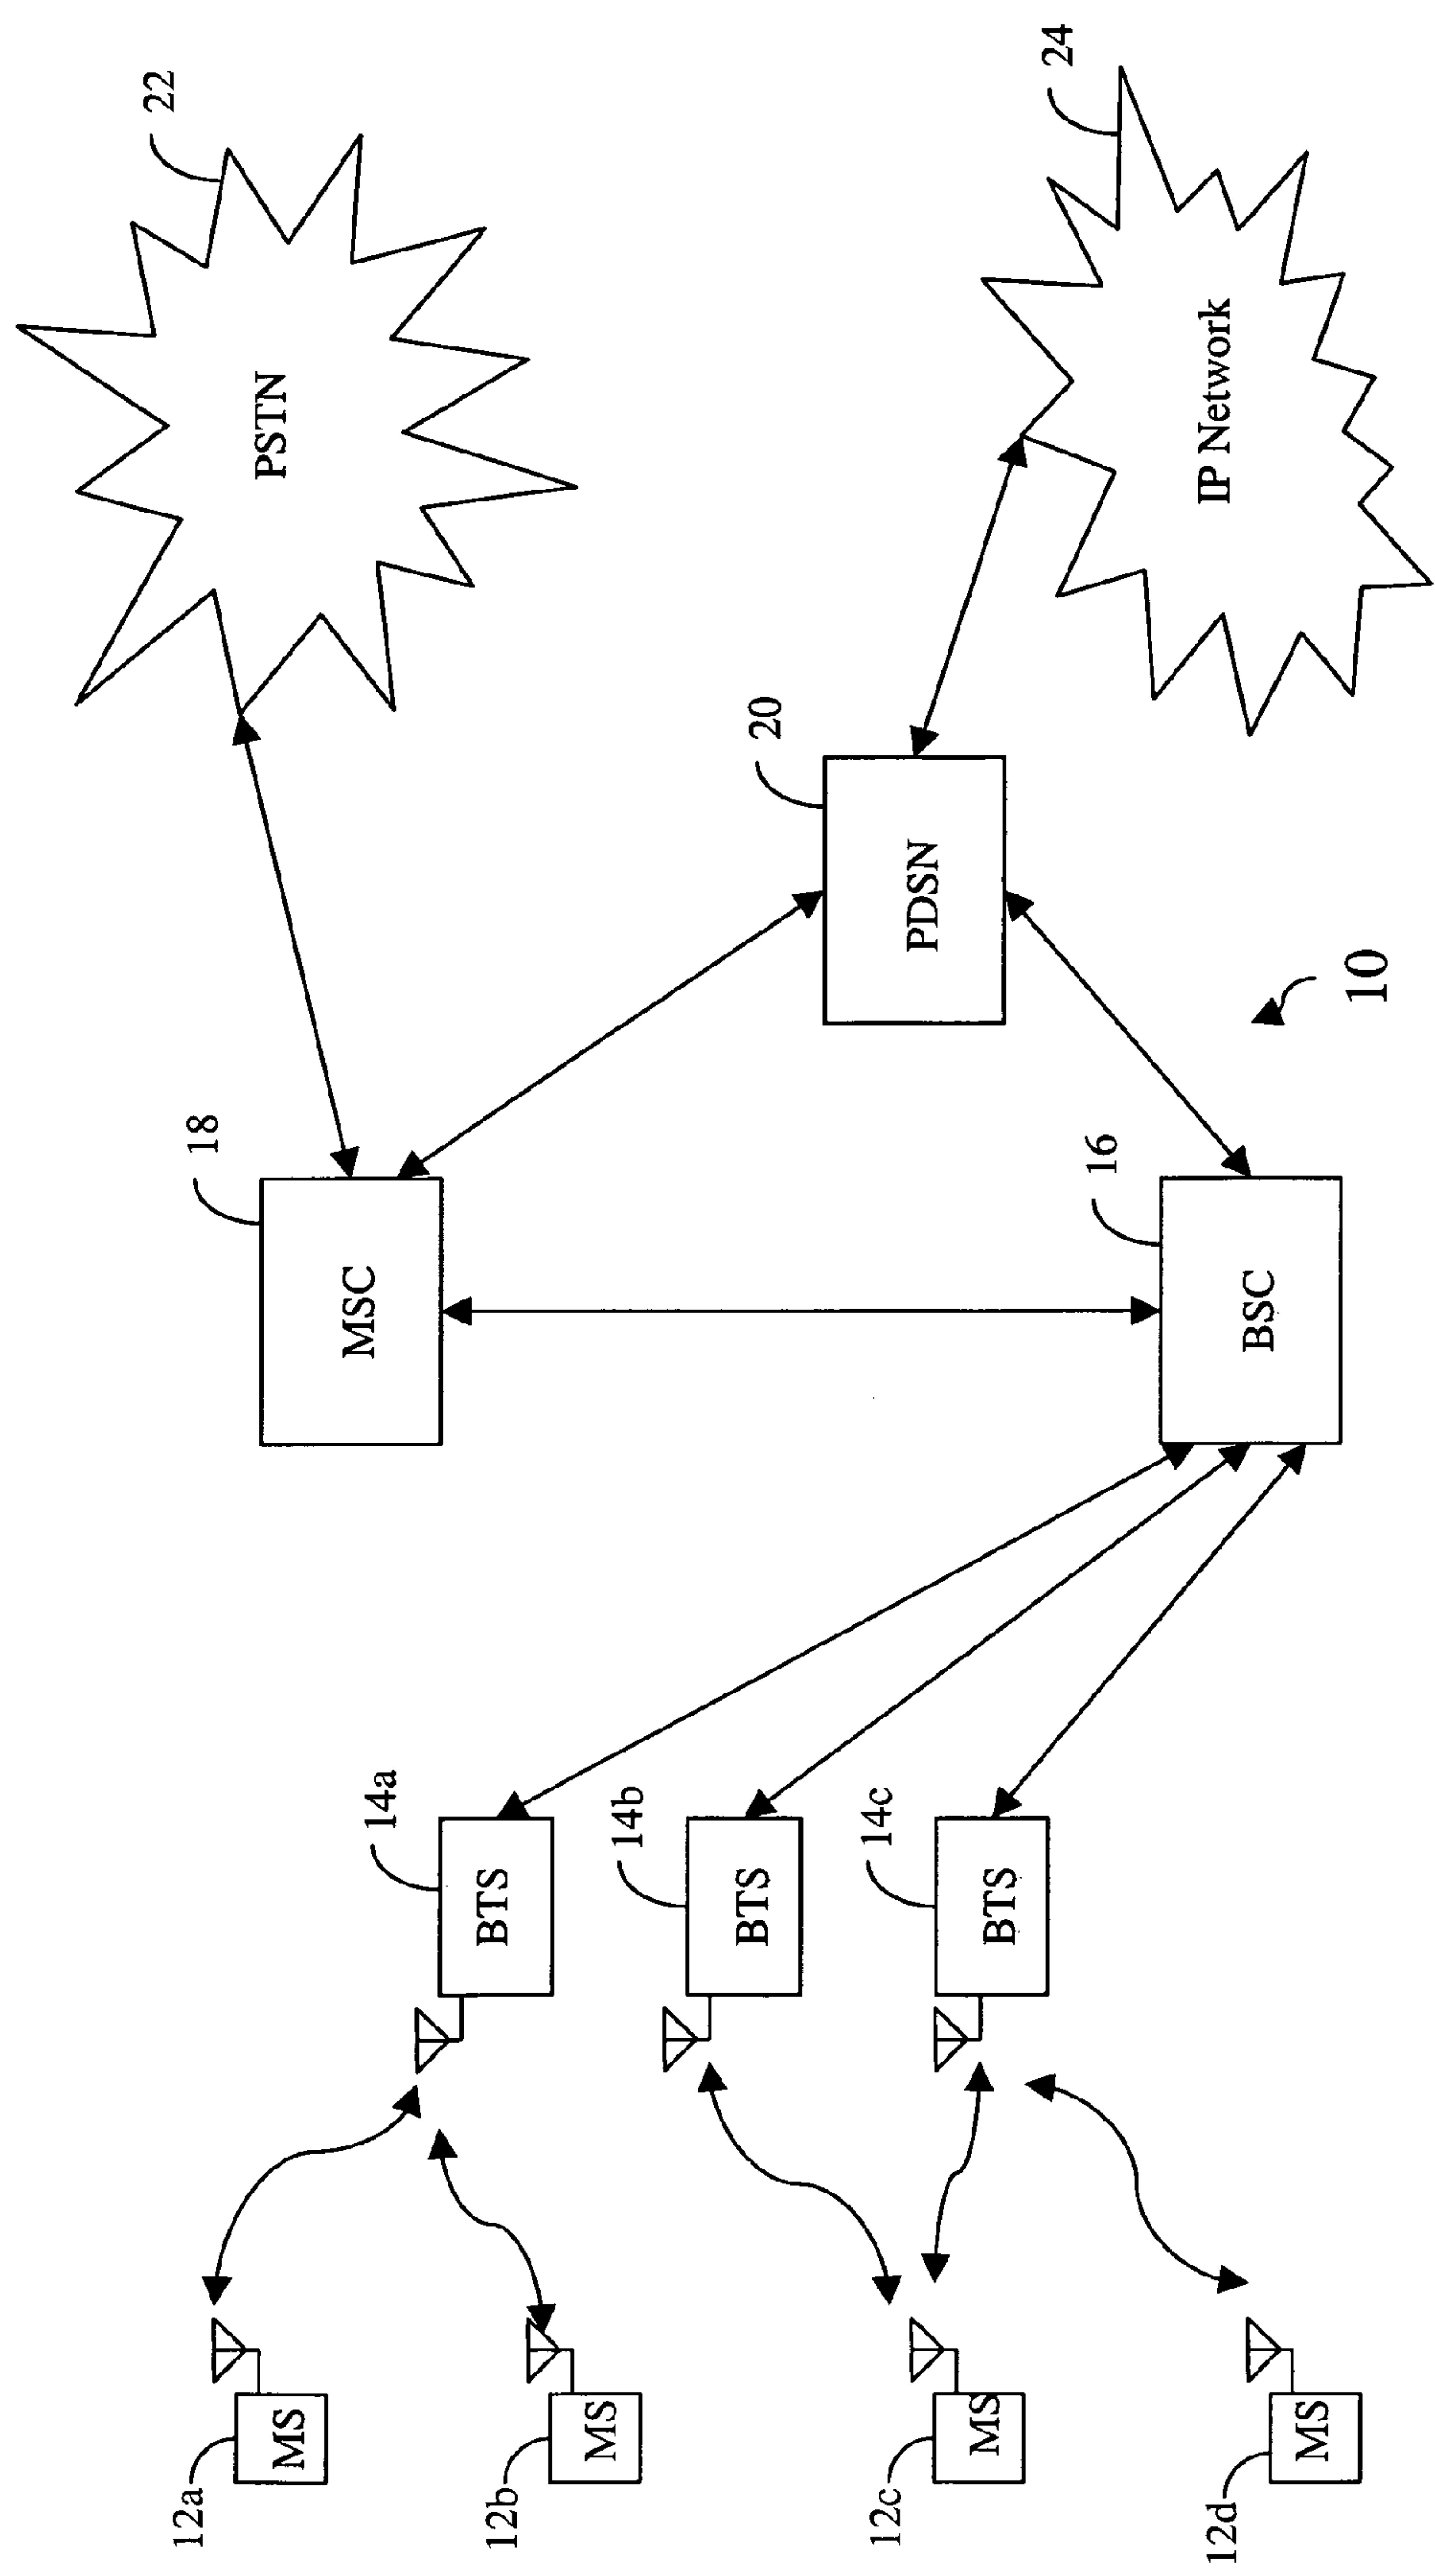 12a
MS
12b
MS
12c
MS
12d
MS
14a
BTS
14b
BTS
14c
BTS
18
MSC
16
BSC
20
PDSN
10
22
PSTN
24
IP Network